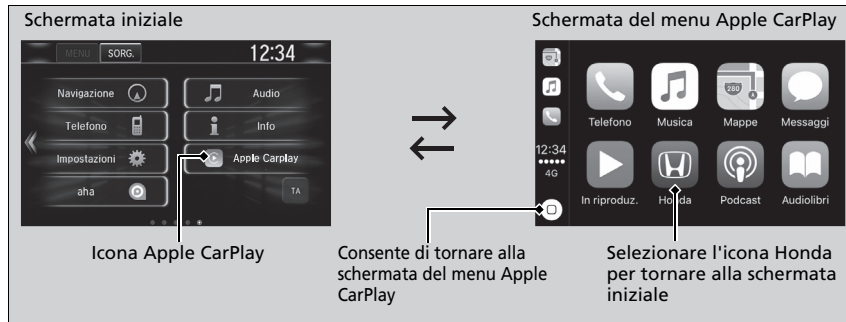 Schermata iniziale
MENU SORG. 12:34
Navigazione Audio
Telefono Info
Impostazioni Apple Carplay
aha TA
Icona Apple CarPlay
Schermata del menu Apple CarPlay
280
Telefono Musica Mappe Messaggi
12:34
4G
In riproduz. Honda Podcast Audiolibri
Consente di tornare alla
schermata del menu Apple
CarPlay
Selezionare l'icona Honda
per tornare alla schermata
iniziale